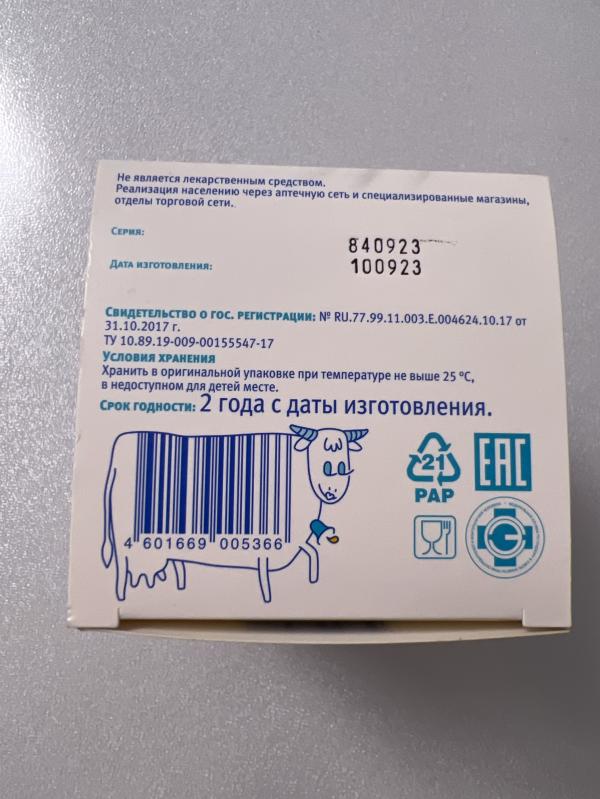 Не является лекарственным средством.
Реализация населению через аптечную сеть и специализированные магазины,
отделы торговой сети.
Серия: 840923
Дата изготовления: 100923
Свидетельство о гос. регистрации: № RU.77.99.11.003.Е.004624.10.17 от
31.10.2017 г.
ТУ 10.89.19-009-00155547-17
Условия хранения
Хранить в оригинальной упаковке при температуре не выше 25 °С,
в недоступном для детей месте.
Срок годности: 2 года с даты изготовления.
21
PAP
EAC
4 601669 005366